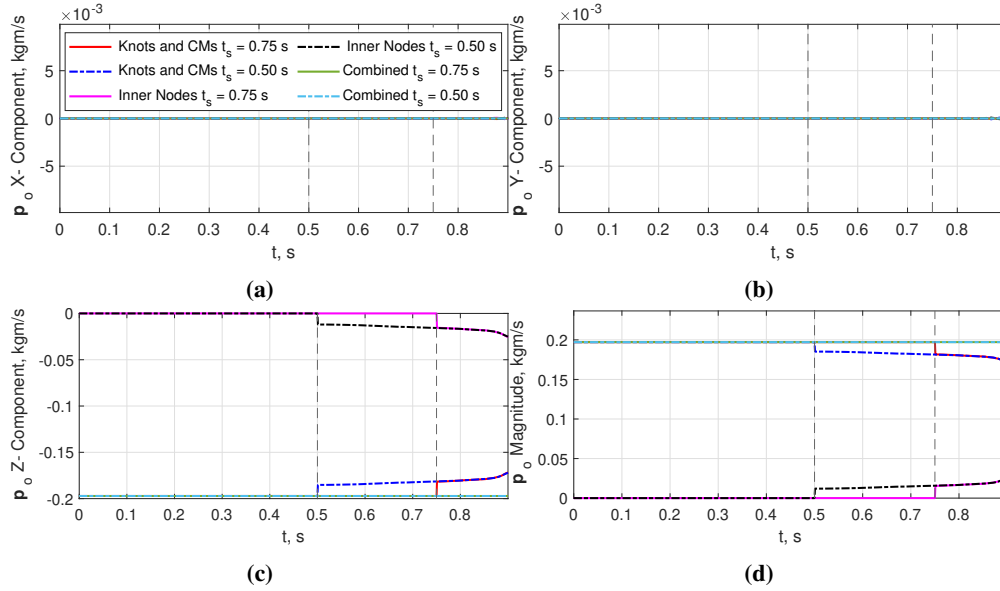 ×10⁻³
×10⁻³
p o X- Component, kgm/s
5
0
-5
Knots and CMs t_s = 0.75 s
Inner Nodes t_s = 0.50 s
Knots and CMs t_s = 0.50 s
Combined t_s = 0.75 s
Inner Nodes t_s = 0.75 s
Combined t_s = 0.50 s
0 0.1 0.2 0.3 0.4 0.5 0.6 0.7 0.8
t, s
(a)
p o Y- Component, kgm/s
5
0
-5
0 0.1 0.2 0.3 0.4 0.5 0.6 0.7 0.8
t, s
(b)
p o Z- Component, kgm/s
0
-0.05
-0.1
-0.15
-0.2
0 0.1 0.2 0.3 0.4 0.5 0.6 0.7 0.8
t, s
(c)
p o Magnitude, kgm/s
0.2
0.15
0.1
0.05
0
0 0.1 0.2 0.3 0.4 0.5 0.6 0.7 0.8
t, s
(d)